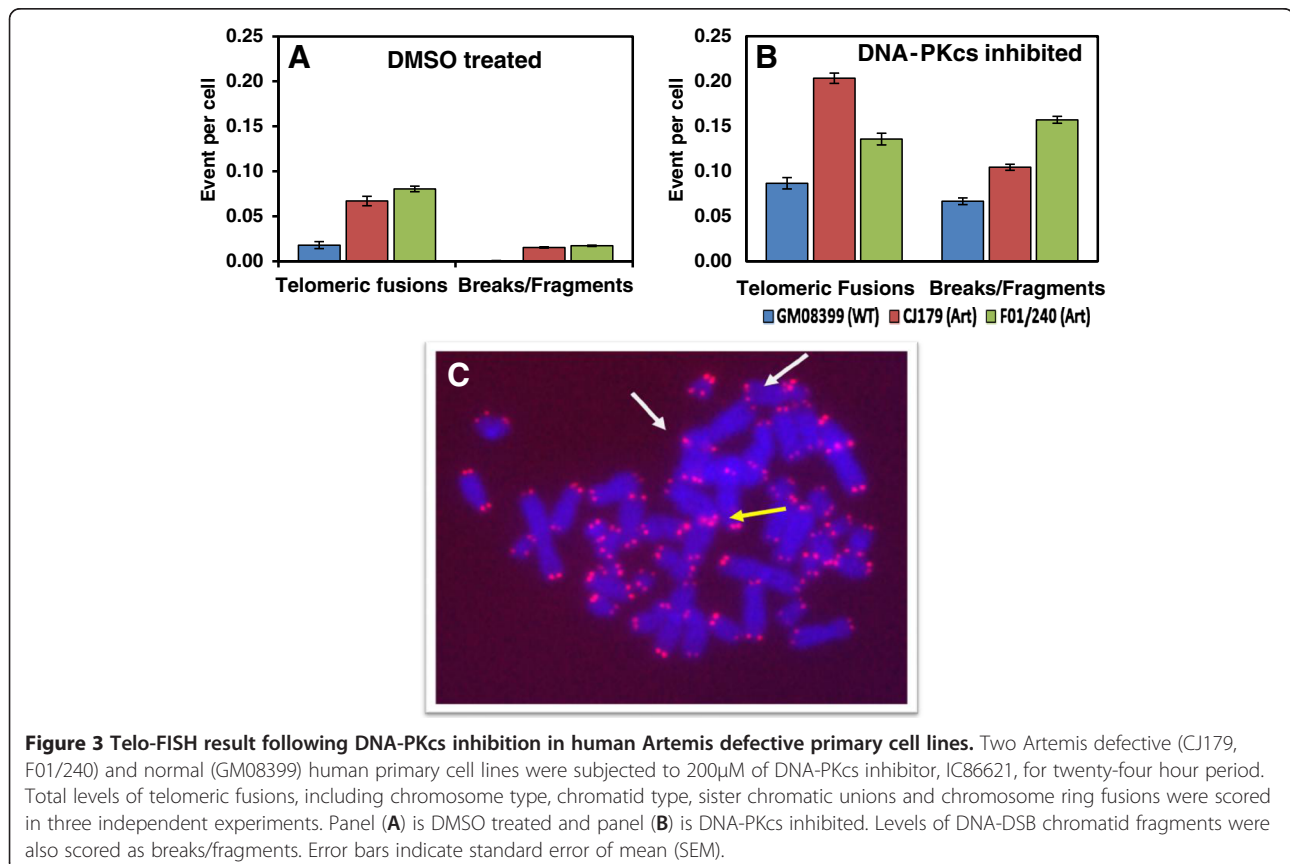 A
DMSO treated
Event per cell
0.25
0.20
0.15
0.10
0.05
0.00
Telomeric fusions Breaks/Fragments
B
DNA-PKcs inhibited
Event per cell
0.25
0.20
0.15
0.10
0.05
0.00
Telomeric Fusions Breaks/Fragments
GM08399 (WT) CJ179 (Art) F01/240 (Art)
C
Figure 3 Telo-FISH result following DNA-PKcs inhibition in human Artemis defective primary cell lines. Two Artemis defective (CJ179,
F01/240) and normal (GM08399) human primary cell lines were subjected to 200µM of DNA-PKcs inhibitor, IC86621, for twenty-four hour period.
Total levels of telomeric fusions, including chromosome type, chromatid type, sister chromatic unions and chromosome ring fusions were scored
in three independent experiments. Panel (A) is DMSO treated and panel (B) is DNA-PKcs inhibited. Levels of DNA-DSB chromatid fragments were
also scored as breaks/fragments. Error bars indicate standard error of mean (SEM).